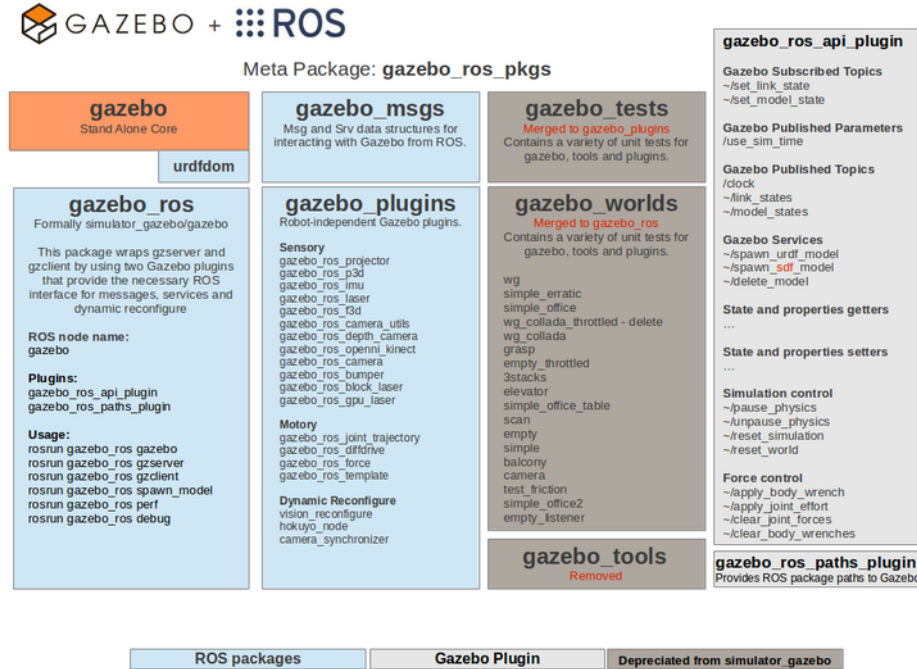 GAZEBO + ROS
Meta Package: gazebo_ros_pkgs
gazebo
Stand Alone Core
urdfdom
gazebo_ros
Formally simulator_gazebo/gazebo
This package wraps gzserver and
gzclient by using two Gazebo plugins
that provide the necessary ROS
interface for messages, services and
dynamic reconfigure
ROS node name:
gazebo
Plugins:
gazebo_ros_api_plugin
gazebo_ros_paths_plugin
Usage:
rosrun gazebo_ros gazebo
rosrun gazebo_ros gzserver
rosrun gazebo_ros gzclient
rosrun gazebo_ros spawn_model
rosrun gazebo_ros perf
rosrun gazebo_ros debug
gazebo_msgs
Msg and Srv data structures for
interacting with Gazebo from ROS.
gazebo_plugins
Robot-independent Gazebo plugins.
Sensory
gazebo_ros_projector
gazebo_ros_p3d
gazebo_ros_imu
gazebo_ros_laser
gazebo_ros_f3d
gazebo_ros_camera_utils
gazebo_ros_depth_camera
gazebo_ros_openni_kinect
gazebo_ros_camera
gazebo_ros_bumper
gazebo_ros_block_laser
gazebo_ros_gpu_laser
Motory
gazebo_ros_joint_trajectory
gazebo_ros_diffdrive
gazebo_ros_force
gazebo_ros_template
Dynamic Reconfigure
vision_reconfigure
hokuyo_node
camera_synchronizer
gazebo_tests
Merged to gazebo_plugins
Contains a variety of unit tests for
gazebo, tools and plugins.
gazebo_worlds
Merged to gazebo_ros
Contains a variety of unit tests for
gazebo, tools and plugins.
wg
simple_erratic
simple_office
wg_collada_throttled - delete
wg_collada
grasp
empty_throttled
3stacks
elevator
simple_office_table
scan
empty
simple
balcony
camera
test_friction
simple_office2
empty_listener
gazebo_tools
Removed
gazebo_ros_api_plugin
Gazebo Subscribed Topics
~/set_link_state
~/set_model_state
Gazebo Published Parameters
/use_sim_time
Gazebo Published Topics
/clock
~/link_states
~/model_states
Gazebo Services
~/spawn_urdf_model
~/spawn_sdf_model
~/delete_model
State and properties getters
...
State and properties setters
...
Simulation control
~/pause_physics
~/unpause_physics
~/reset_simulation
~/reset_world
Force control
~/apply_body_wrench
~/apply_joint_effort
~/clear_joint_forces
~/clear_body_wrenches
gazebo_ros_paths_plugin
Provides ROS package paths to Gazebo
ROS packages
Gazebo Plugin
Depreciated from simulator_gazebo